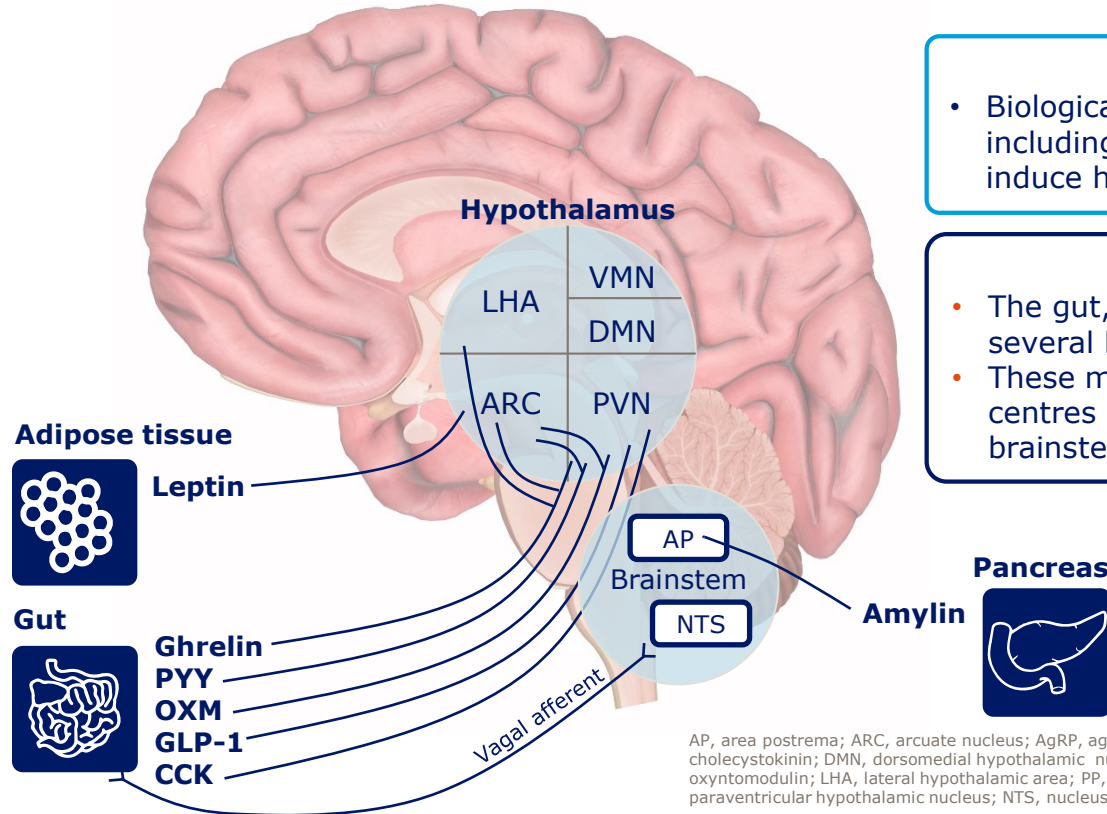 Hypothalamus
LHA
VMN
DMN
ARC
PVN
Adipose tissue
Leptin
Gut
Ghrelin
PYY
OXM
GLP-1
CCK
Vagal afferent
AP
Brainstem
NTS
Amylin
Pancreas
• Biologica
including
induce h
• The gut,
several
• These m
centres
brainste
AP, area postrema; ARC, arcuate nucleus; AgRP, ag
cholecystokinin; DMN, dorsomedial hypothalamic nu
oxyntomodulin; LHA, lateral hypothalamic area; PP,
paraventricular hypothalamic nucleus; NTS, nucleus